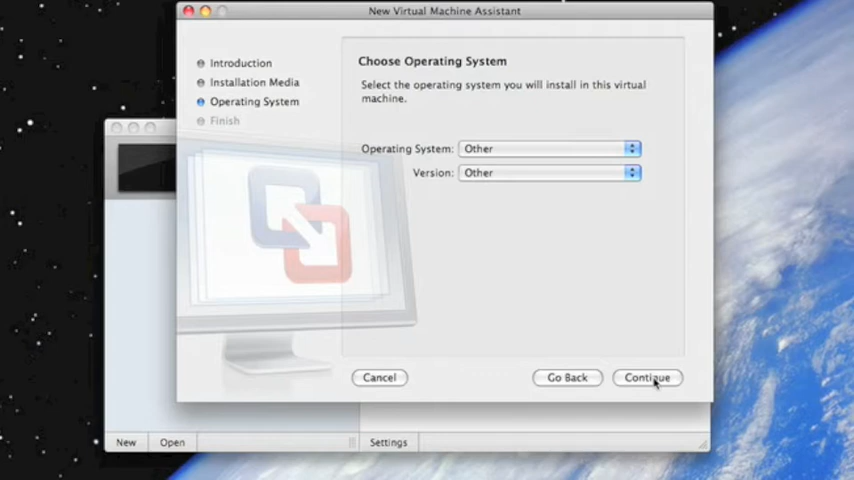 New Virtual Machine Assistant
Introduction
Installation Media
Operating System
Finish
Choose Operating System
Select the operating system you will install in this virtual
machine.
Operating System: Other
Version: Other
Cancel
Go Back
Continue
New
Open
Settings